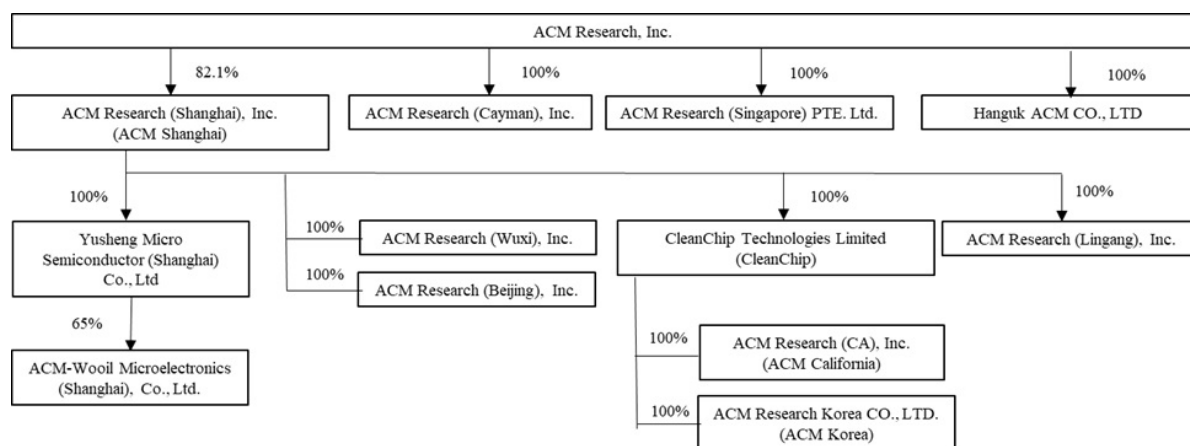 ACM Research, Inc.
82.1%
100%
100%
100%
ACM Research (Shanghai), Inc.
(ACM Shanghai)
ACM Research (Cayman), Inc.
ACM Research (Singapore) PTE. Ltd.
Hanguk ACM CO., LTD
100%
100%
100%
Yusheng Micro
Semiconductor (Shanghai)
Co., Ltd
100%
ACM Research (Wuxi), Inc.
100%
ACM Research (Beijing), Inc.
CleanChip Technologies Limited
(CleanChip)
ACM Research (Lingang), Inc.
65%
ACM-Wooil Microelectronics
(Shanghai), Co., Ltd.
100%
ACM Research (CA), Inc.
(ACM California)
100%
ACM Research Korea CO., LTD.
(ACM Korea)